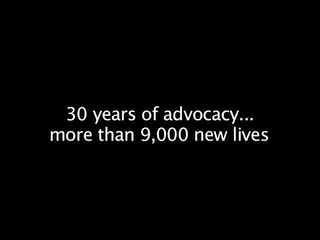 30 years of advocacy...
more than 9,000 new lives